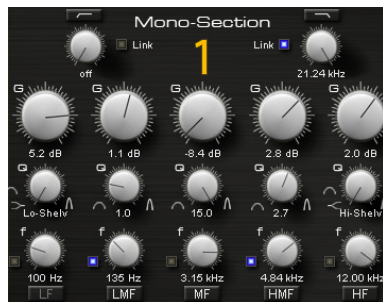 Mono-Section
Link 1 Link
off 21.24 kHz
G G G G G
5.2 dB 1.1 dB -8.4 dB 2.8 dB 2.0 dB
Q Q Q Q Q
Lo-Shelv 1.0 15.0 2.7 Hi-Shelv
f f f f f
100 Hz 135 Hz 3.15 kHz 4.84 kHz 12.00 kHz
LF LMF MF HMF HF